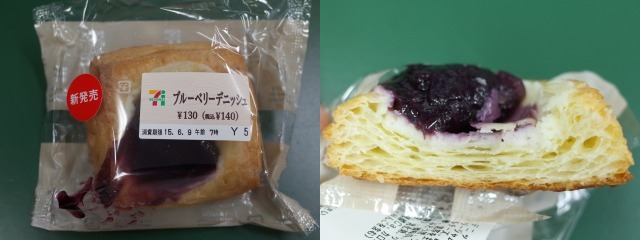 新発売
ブルーベリーデニッシュ
¥130 (税込¥140)
消費期限 15. 6. 9 午前 7時 Y 5